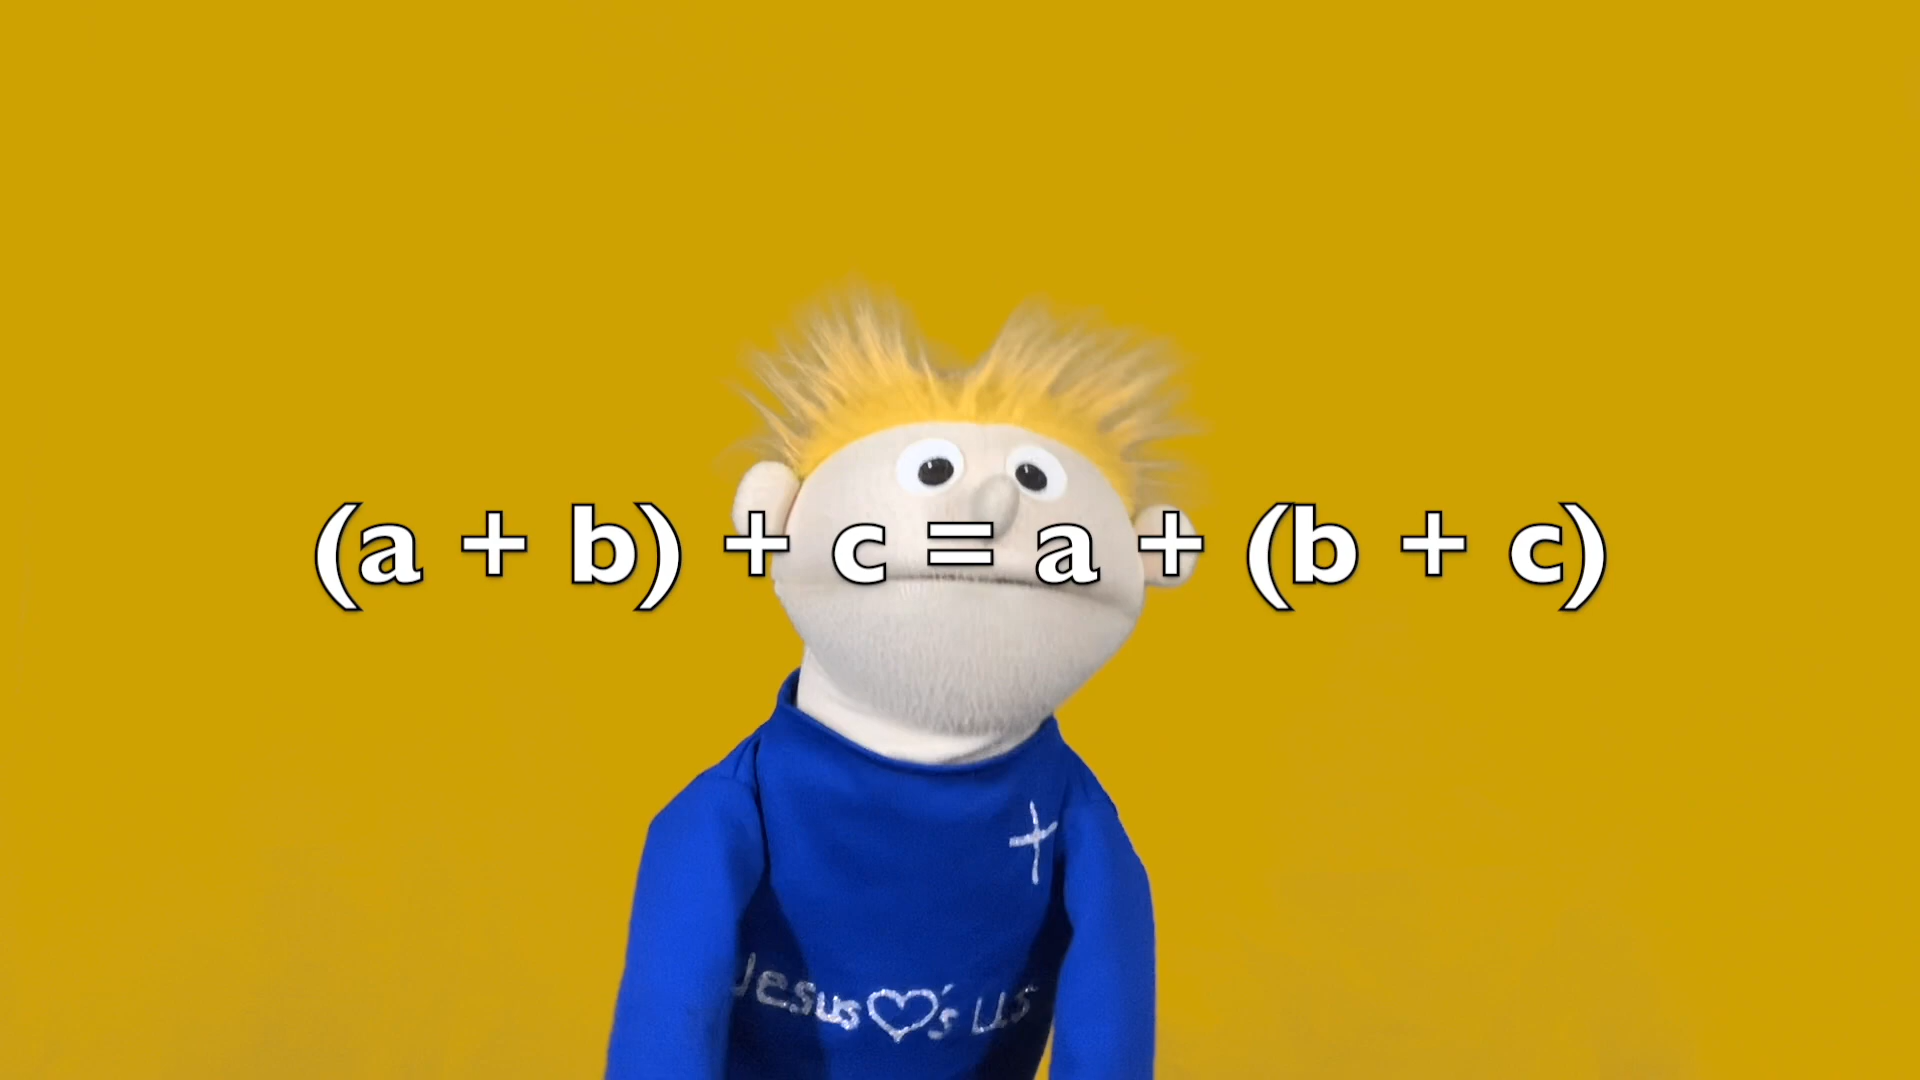 (a + b) + c = a + (b + c)
Jesus♡'s us